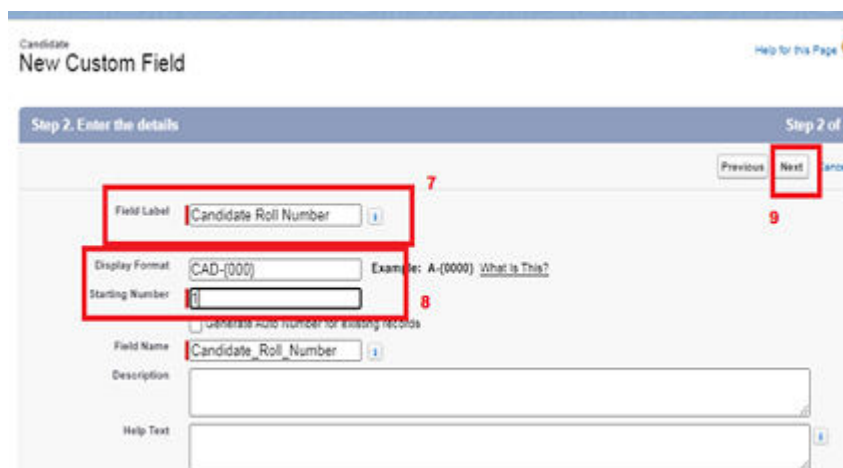 Candidate
New Custom Field
Help for this Page
Step 2. Enter the details
Step 2 of
Previous Next Cance
7
9
Field Label Candidate Roll Number i
Display Format CAD-{000} Example: A-{0000} What Is This?
Starting Number 1
8
Generate Auto Number for existing records
Field Name Candidate_Roll_Number i
Description
Help Text i